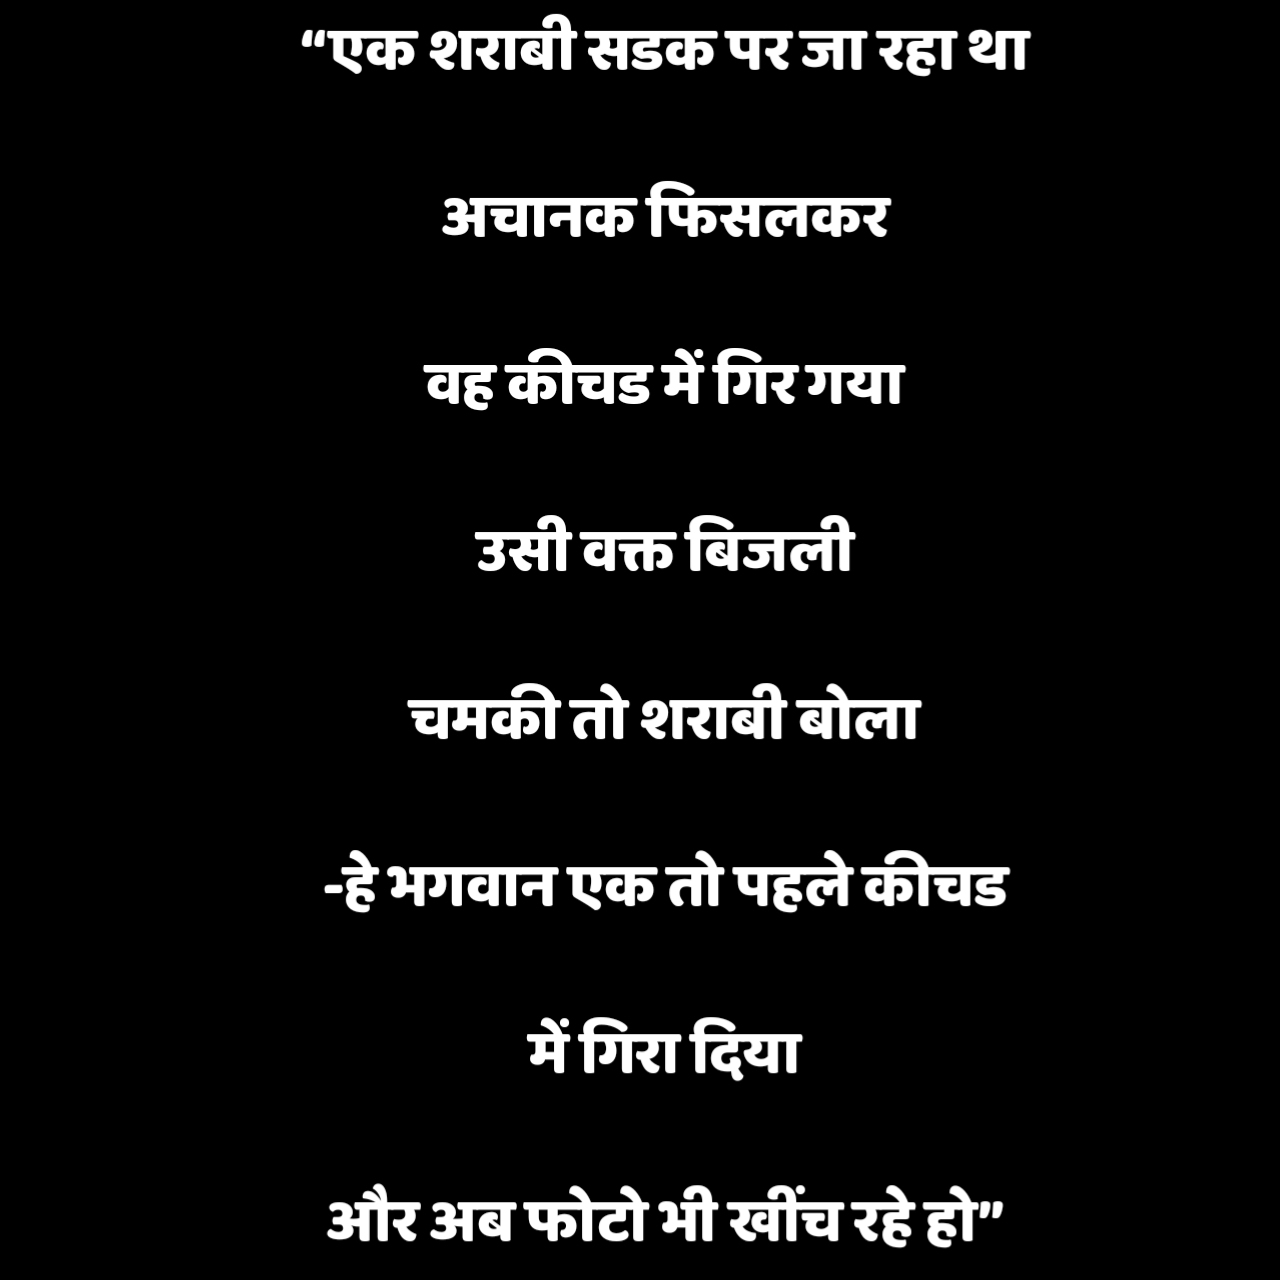 “एक शराबी सडक पर जा रहा था
अचानक फिसलकर
वह कीचड में गिर गया
उसी वक्त बिजली
चमकी तो शराबी बोला
-हे भगवान एक तो पहले कीचड
में गिरा दिया
और अब फोटो भी खींच रहे हो”